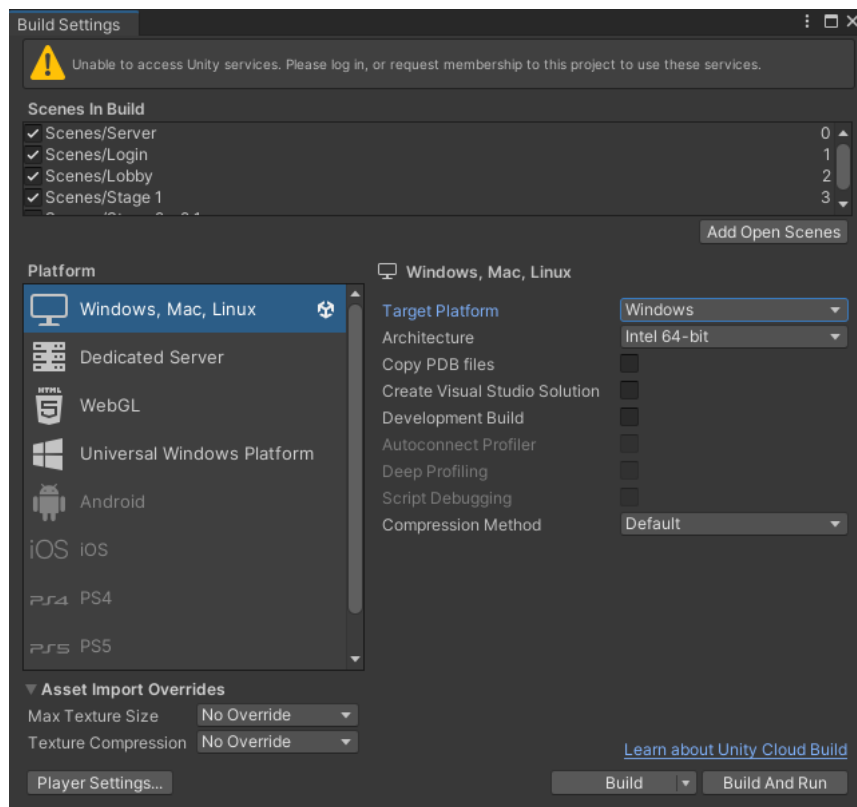 Build Settings
Unable to access Unity services. Please log in, or request membership to this project to use these services.
Scenes In Build
Scenes/Server 0
Scenes/Login 1
Scenes/Lobby 2
Scenes/Stage 1 3
Add Open Scenes
Platform
Windows, Mac, Linux
Dedicated Server
HTML 5 WebGL
Universal Windows Platform
Android
iOS iOS
PS4 PS4
PS5 PS5
Windows, Mac, Linux
Target Platform Windows
Architecture Intel 64-bit
Copy PDB files
Create Visual Studio Solution
Development Build
Autoconnect Profiler
Deep Profiling
Script Debugging
Compression Method Default
Asset Import Overrides
Max Texture Size No Override
Texture Compression No Override
Learn about Unity Cloud Build
Player Settings... Build Build And Run